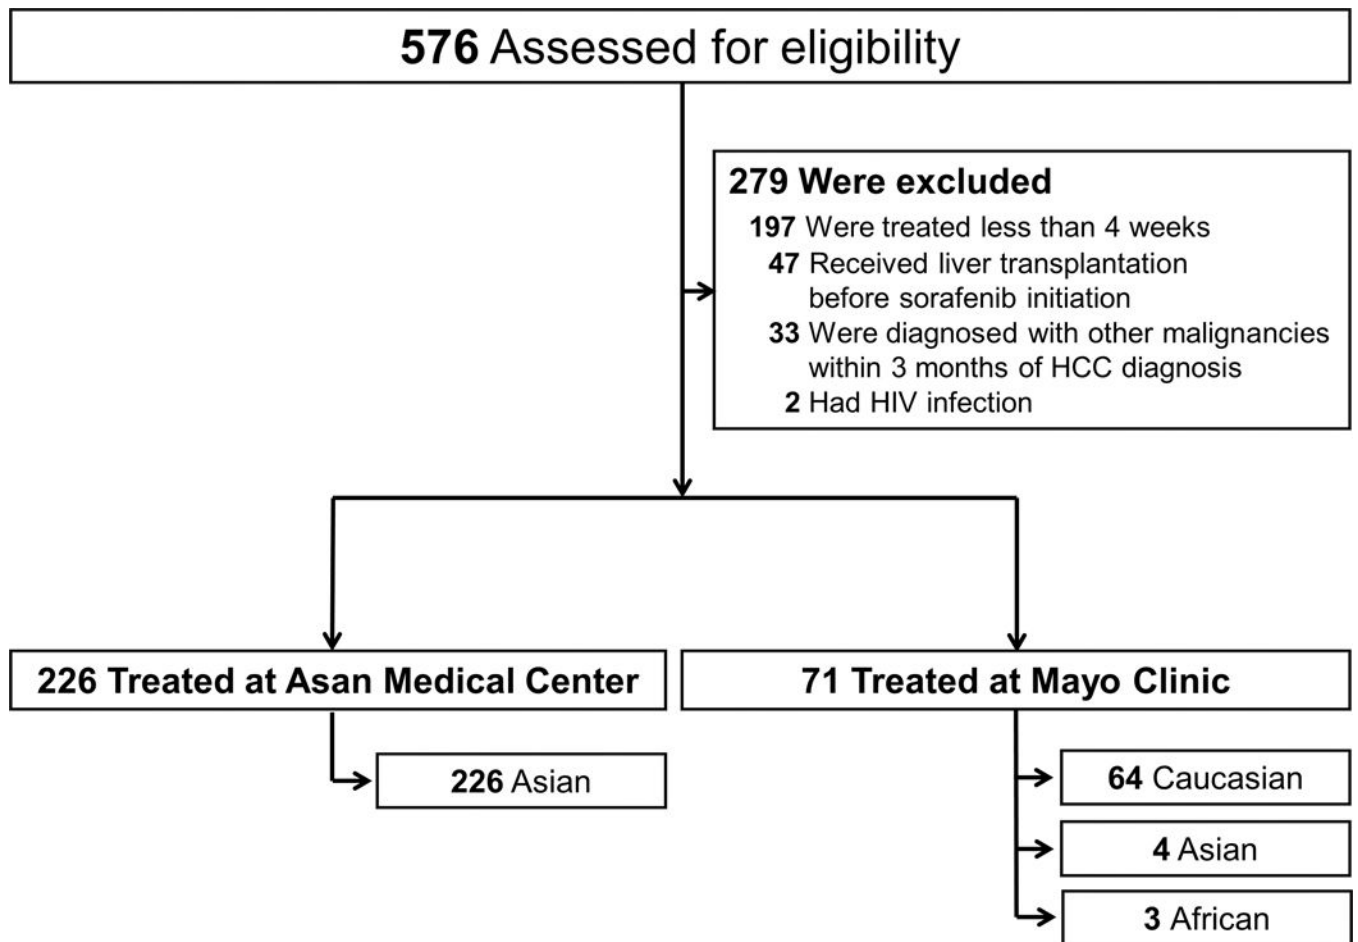 576 Assessed for eligibility
279 Were excluded
197 Were treated less than 4 weeks
47 Received liver transplantation
before sorafenib initiation
33 Were diagnosed with other malignancies
within 3 months of HCC diagnosis
2 Had HIV infection
226 Treated at Asan Medical Center
71 Treated at Mayo Clinic
226 Asian
64 Caucasian
4 Asian
3 African